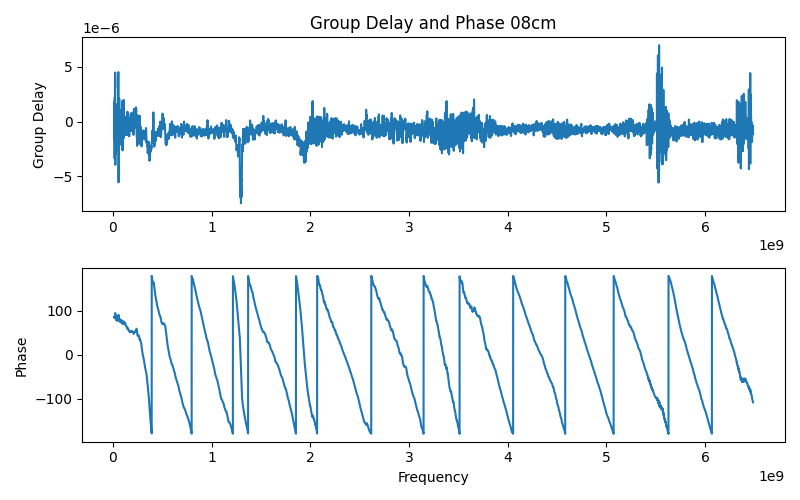 Group Delay and Phase 08cm
1e−6
5
0
−5
Group Delay
0 1 2 3 4 5 6
1e9
100
0
−100
Phase
0 1 2 3 4 5 6
1e9
Frequency